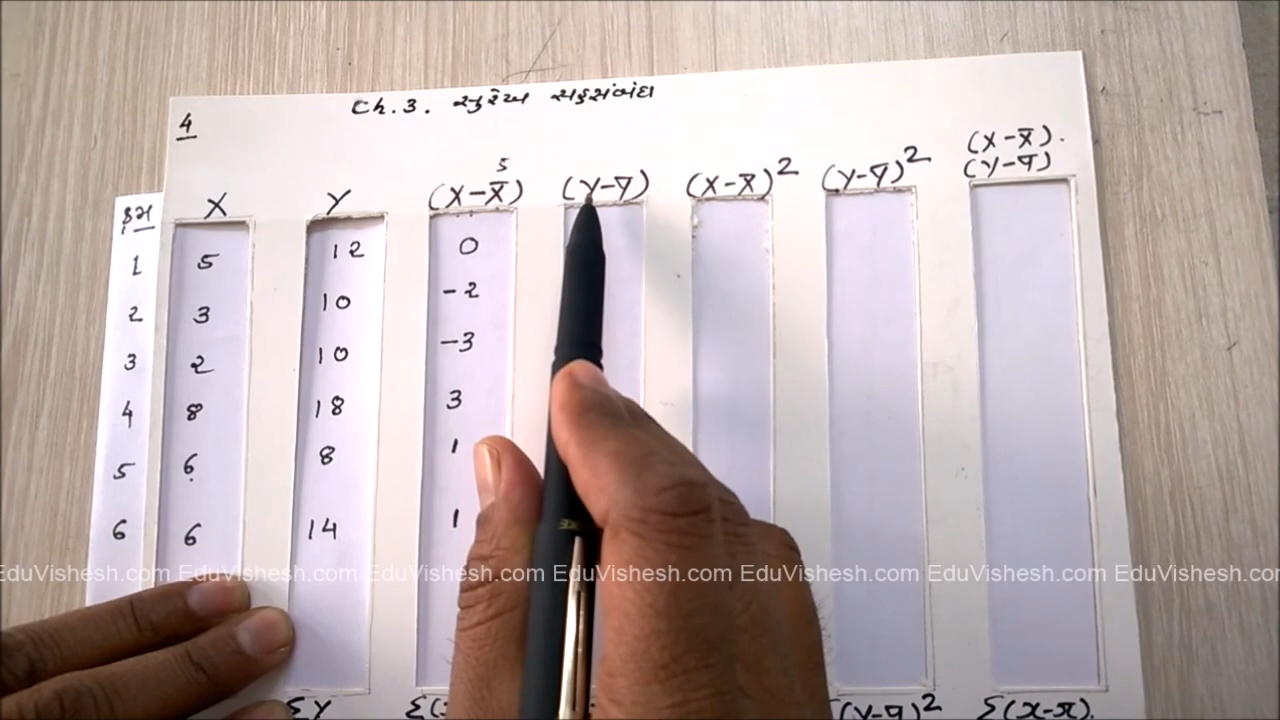 Ch. 3. સુરેખ સહસંબંધ
4
ક્રમ X Y (X-X̄) 5 (Y-Ȳ) (X-X̄)² (Y-Ȳ)² (X-X̄). (Y-Ȳ)
1 5 12 0
2 3 10 -2
3 2 10 -3
4 8 18 3
5 6 8 1
6 6 14 1
EduVishesh.com EduVishesh.com EduVishesh.com EduVishesh.com EduVishesh.com EduVishesh.com EduVishesh.com
ΣY (Y-Ȳ)² Σ(X-X̄).